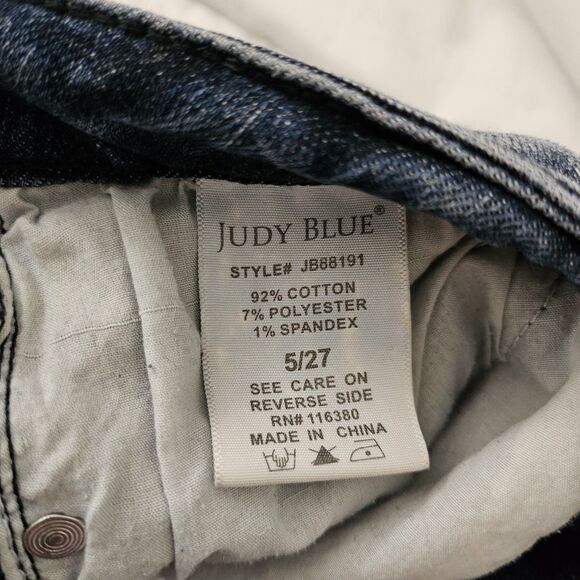 JUDY BLUE®
STYLE# JB88191
92% COTTON
7% POLYESTER
1% SPANDEX
5/27
SEE CARE ON
REVERSE SIDE
RN# 116380
MADE IN CHINA